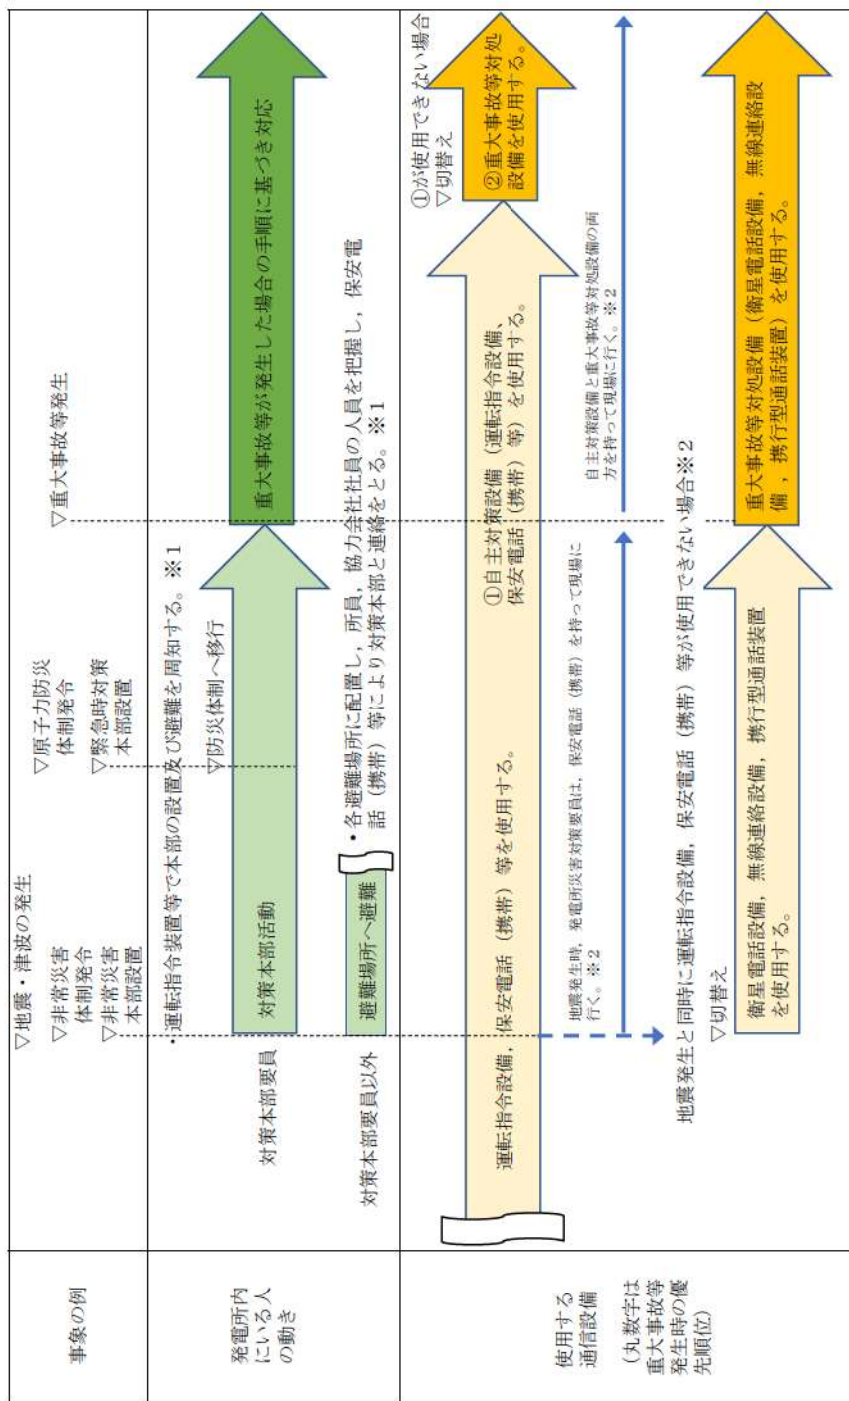 事象の例
▽地震・津波の発生
▽非常災害
体制発令
▽非常災害
本部設置
▽原子力防災
体制発令
▽緊急時対策
本部設置
▽重大事故等発生
発電所内
にいる人
の動き
・運転指令装置等で本部の設置及び避難を周知する。※1
▽防災体制へ移行
対策本部要員
対策本部活動
重大事故等が発生した場合の手順に基づき対応
対策本部要員以外
避難場所へ避難
・各避難場所に配置し,所員,協力会社社員の人員を把握し,保安電
話(携帯)等により対策本部と連絡をとる。※1
使用する
通信設備
(丸数字は
重大事故等
発生時の優
先順位)
運転指令設備,保安電話(携帯)等を使用する。
①自主対策設備(運転指令設備、
保安電話(携帯)等)を使用する。
①が使用できない場合
▽切替え
②重大事故等対処
設備を使用する。
地震発生時,発電所災害対策要員は,保安電話(携帯)を持って現場に
行く。※2
自主対策設備と重大事故等対処設備の両
方を持って現場に行く。※2
地震発生と同時に運転指令設備,保安電話(携帯)等が使用できない場合※2
▽切替え
衛星電話設備,無線連絡設備,携行型通話装置
を使用する。
重大事故等対処設備(衛星電話設備,無線連絡設
備,携行型通話装置)を使用する。